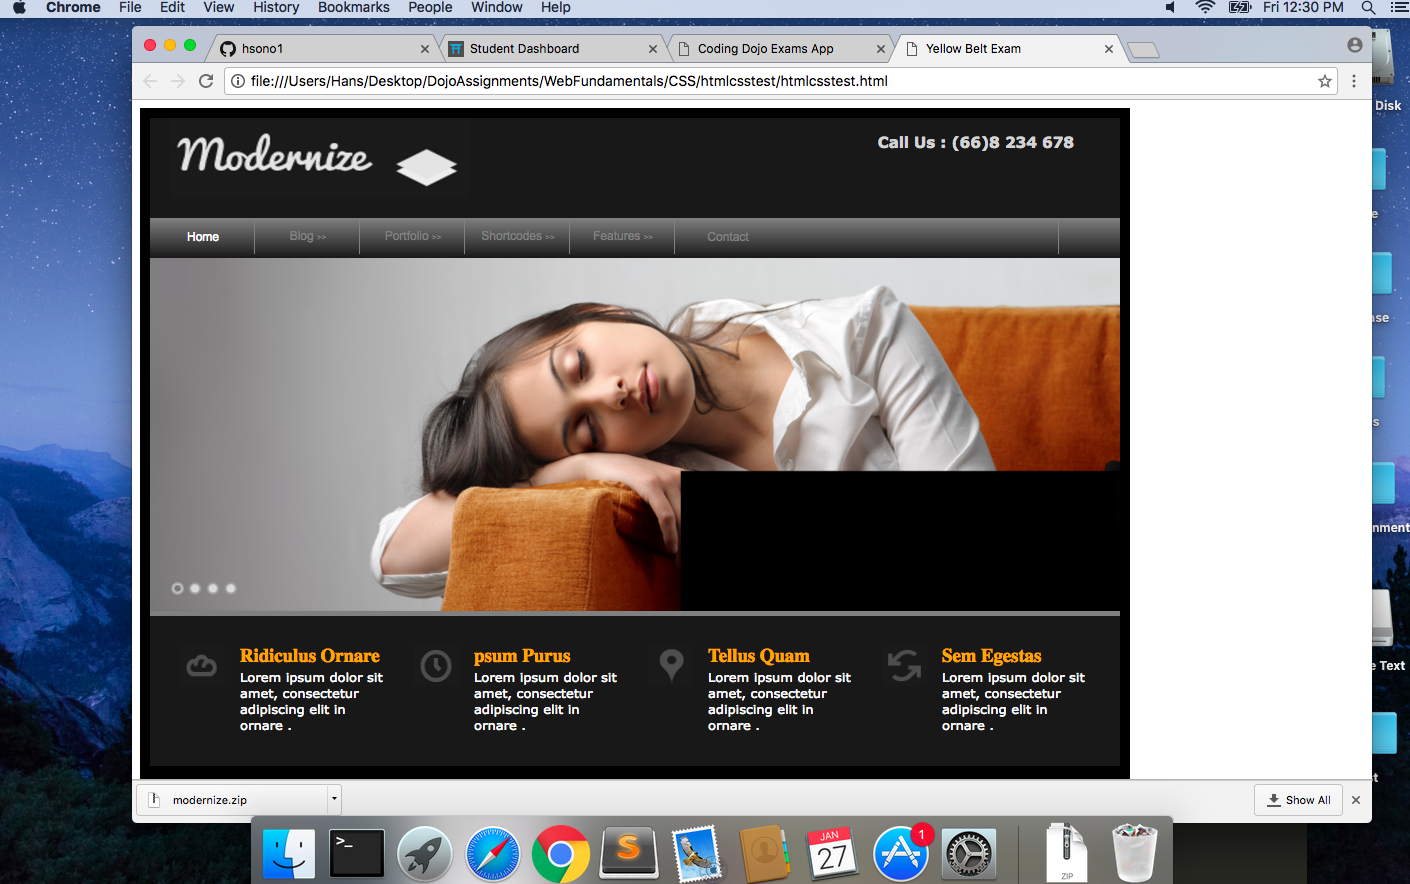 Chrome File Edit View History Bookmarks People Window Help Fri 12:30 PM
hsono1 Student Dashboard Coding Dojo Exams App Yellow Belt Exam
file:///Users/Hans/Desktop/DojoAssignments/WebFundamentals/CSS/htmlcsstest/htmlcsstest.html
Disk
Modernize
Call Us : (66)8 234 678
Home Blog >> Portfolio >> Shortcodes >> Features >> Contact
e
se
s
nment
Ridiculus Ornare
Lorem ipsum dolor sit
amet, consectetur
adipiscing elit in
ornare .
psum Purus
Lorem ipsum dolor sit
amet, consectetur
adipiscing elit in
ornare .
Tellus Quam
Lorem ipsum dolor sit
amet, consectetur
adipiscing elit in
ornare .
Sem Egestas
Lorem ipsum dolor sit
amet, consectetur
adipiscing elit in
ornare .
e Text
st
modernize.zip Show All
>_
S
JAN
27
1
ZIP